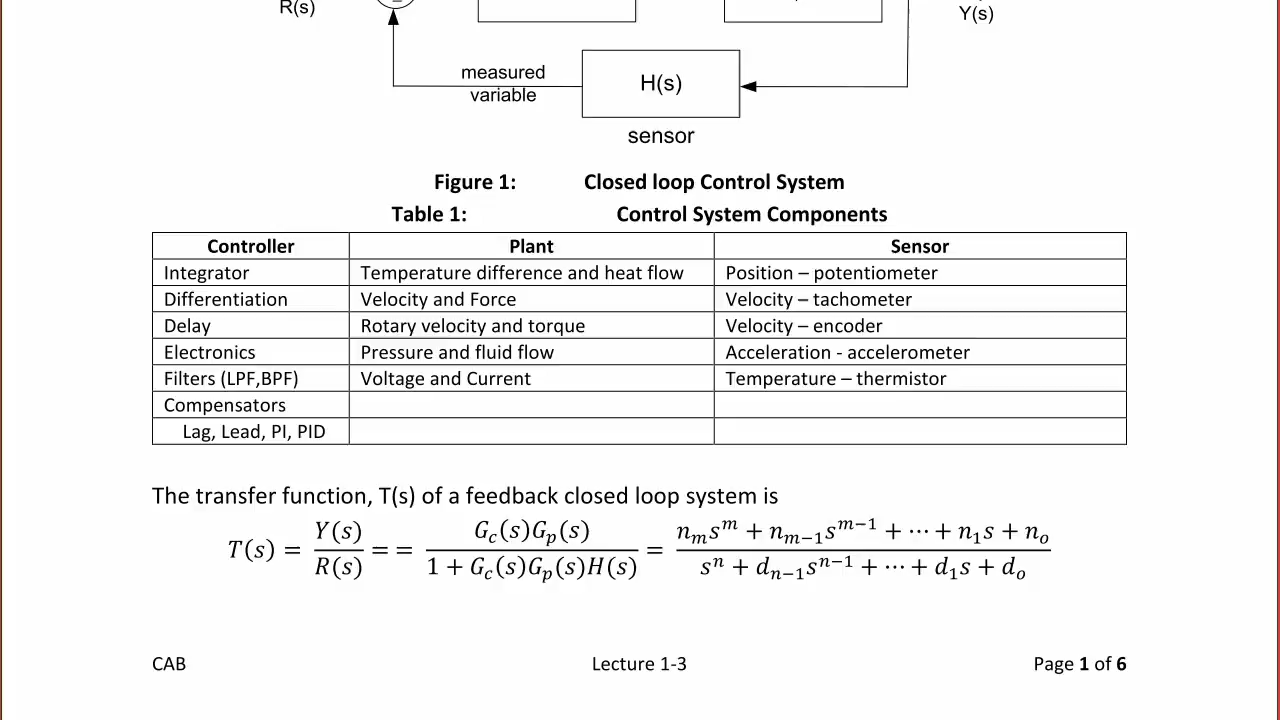 R(s)
Y(s)
measured
variable
H(s)
sensor
Figure 1: Closed loop Control System
Table 1: Control System Components
Controller Plant Sensor
Integrator Temperature difference and heat flow Position – potentiometer
Differentiation Velocity and Force Velocity – tachometer
Delay Rotary velocity and torque Velocity – encoder
Electronics Pressure and fluid flow Acceleration - accelerometer
Filters (LPF,BPF) Voltage and Current Temperature – thermistor
Compensators
Lag, Lead, PI, PID
The transfer function, T(s) of a feedback closed loop system is
T(s) = Y(s)/R(s) = = G_c(s)G_p(s)/(1 + G_c(s)G_p(s)H(s)) = (n_m s^m + n_{m−1} s^{m−1} + ⋯ + n_1 s + n_o)/(s^n + d_{n−1} s^{n−1} + ⋯ + d_1 s + d_o)
CAB Lecture 1-3 Page 1 of 6